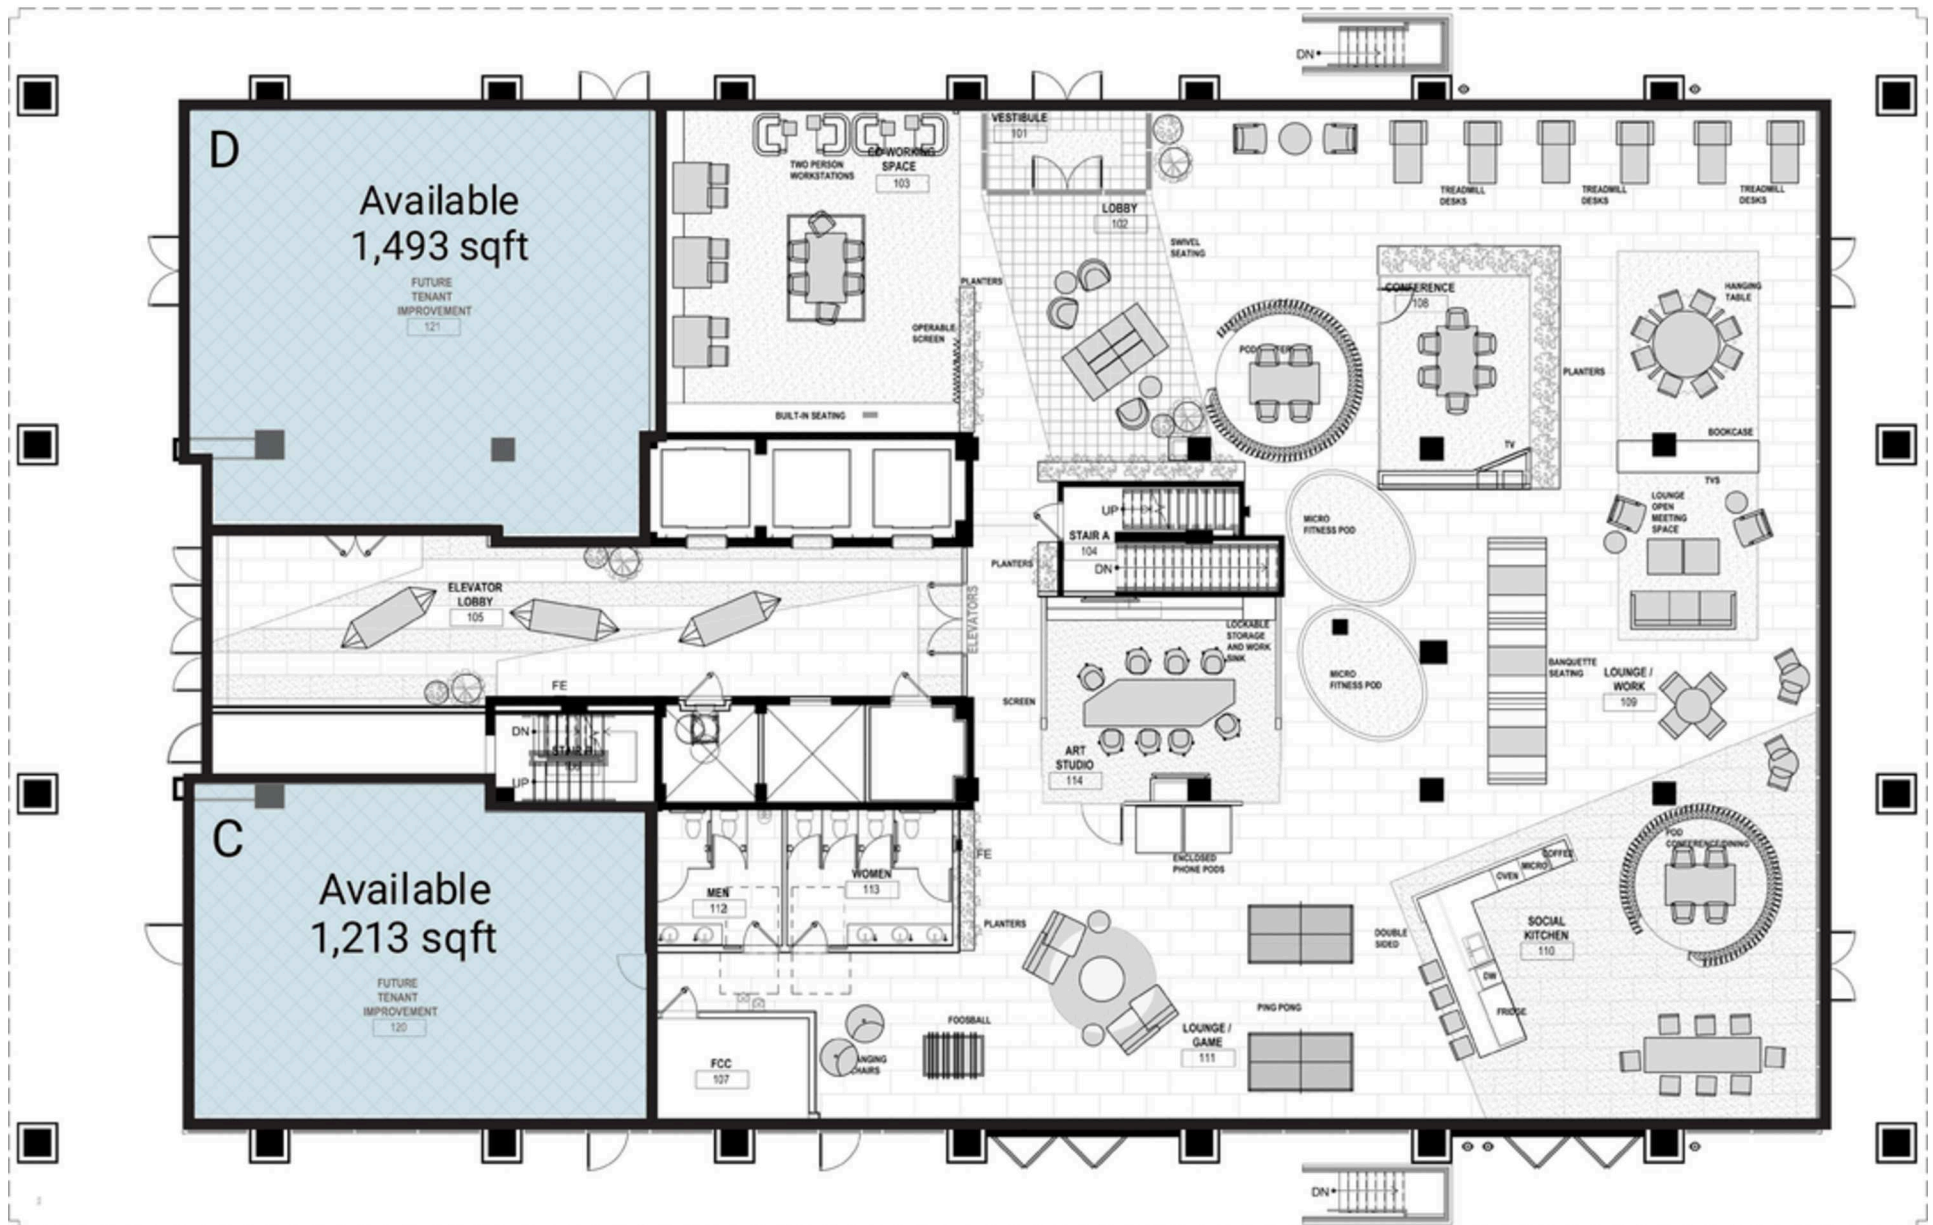 DN
D
Available
1,493 sqft
FUTURE
TENANT
IMPROVEMENT
121
TWO PERSON
WORKSTATIONS
CO-WORKING
SPACE
103
OPERABLE
SCREEN
BUILT-IN SEATING
VESTIBULE
101
LOBBY
102
SWIVEL
SEATING
PLANTERS
TREADMILL
DESKS
TREADMILL
DESKS
TREADMILL
DESKS
CONFERENCE
108
PLANTERS
TV
HANGING
TABLE
BOOKCASE
TVS
LOUNGE
OPEN
MEETING
SPACE
UP
STAIR A
104
DN
PLANTERS
MICRO
FITNESS POD
MICRO
FITNESS POD
ELEVATOR
LOBBY
105
ELEVATORS
FE
DN
UP
LOCKABLE
STORAGE
AND WORK
SINK
SCREEN
ART
STUDIO
114
ENCLOSED
PHONE PODS
BANQUETTE
SEATING
LOUNGE /
WORK
109
C
Available
1,213 sqft
FUTURE
TENANT
IMPROVEMENT
120
MEN
112
WOMEN
113
FE
PLANTERS
FCC
107
FOOSBALL
LOUNGE /
GAME
111
PING PONG
DOUBLE
SIDED
POD
CONFERENCE/DINING
COFFEE
MICRO
OVEN
DW
FRIDGE
SOCIAL
KITCHEN
110
DN